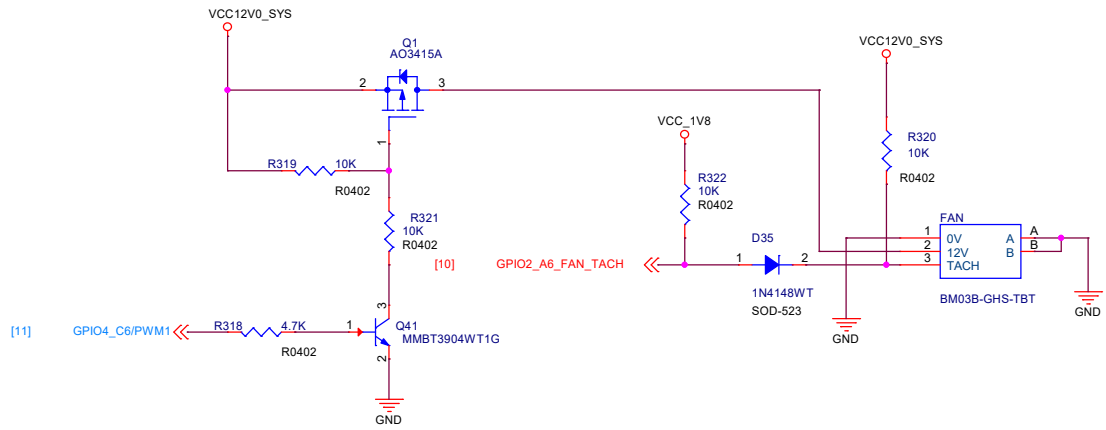 VCC12V0_SYS
Q1
AO3415A
2
3
1
R319
10K
R0402
R321
10K
R0402
[11]
GPIO4_C6/PWM1
R318
4.7K
R0402
1
3
Q41
MMBT3904WT1G
2
GND
VCC_1V8
R322
10K
R0402
[10]
GPIO2_A6_FAN_TACH
1
D35
2
1N4148WT
SOD-523
VCC12V0_SYS
R320
10K
R0402
FAN
1
0V
A
A
2
12V
B
B
3
TACH
BM03B-GHS-TBT
GND
GND